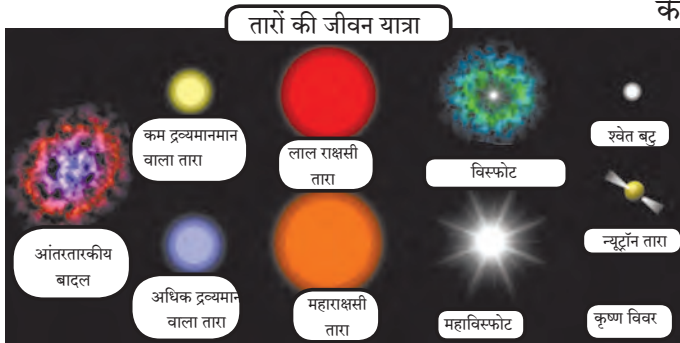 तारों की जीवन यात्रा
कम द्रव्यमानमान
वाला तारा
लाल राक्षसी
तारा
विस्फोट
श्वेत बटु
आंतरतारकीय
बादल
अधिक द्रव्यमान
वाला तारा
महाराक्षसी
तारा
महाविस्फोट
न्यूट्रॉन तारा
कृष्ण विवर